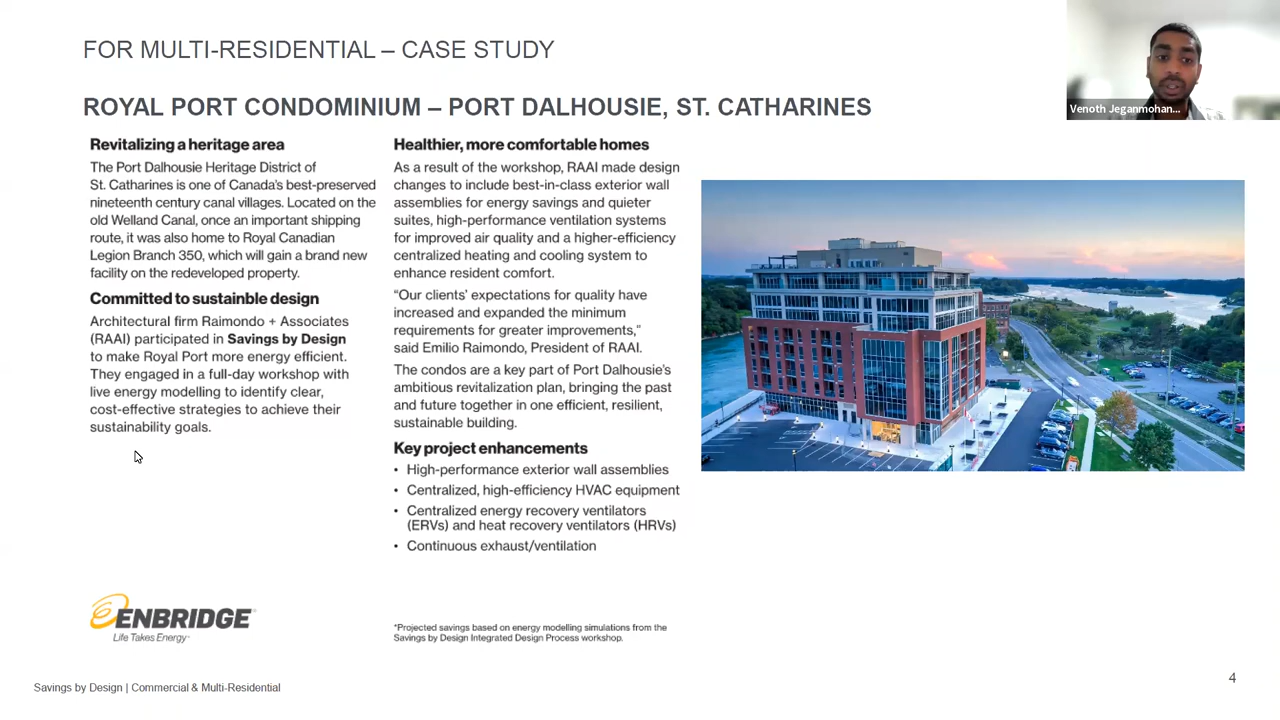 FOR MULTI-RESIDENTIAL – CASE STUDY
ROYAL PORT CONDOMINIUM – PORT DALHOUSIE, ST. CATHARINES
Venoth Jeganmohan...
Revitalizing a heritage area
The Port Dalhousie Heritage District of
St. Catharines is one of Canada's best-preserved
nineteenth century canal villages. Located on the
old Welland Canal, once an important shipping
route, it was also home to Royal Canadian
Legion Branch 350, which will gain a brand new
facility on the redeveloped property.
Committed to sustainble design
Architectural firm Raimondo + Associates
(RAAI) participated in Savings by Design
to make Royal Port more energy efficient.
They engaged in a full-day workshop with
live energy modelling to identify clear,
cost-effective strategies to achieve their
sustainability goals.
Healthier, more comfortable homes
As a result of the workshop, RAAI made design
changes to include best-in-class exterior wall
assemblies for energy savings and quieter
suites, high-performance ventilation systems
for improved air quality and a higher-efficiency
centralized heating and cooling system to
enhance resident comfort.
“Our clients’ expectations for quality have
increased and expanded the minimum
requirements for greater improvements,”
said Emilio Raimondo, President of RAAI.
The condos are a key part of Port Dalhousie’s
ambitious revitalization plan, bringing the past
and future together in one efficient, resilient,
sustainable building.
Key project enhancements
• High-performance exterior wall assemblies
• Centralized, high-efficiency HVAC equipment
• Centralized energy recovery ventilators
(ERVs) and heat recovery ventilators (HRVs)
• Continuous exhaust/ventilation
ENBRIDGE®
Life Takes Energy™
*Projected savings based on energy modelling simulations from the
Savings by Design Integrated Design Process workshop.
Savings by Design | Commercial & Multi-Residential
4